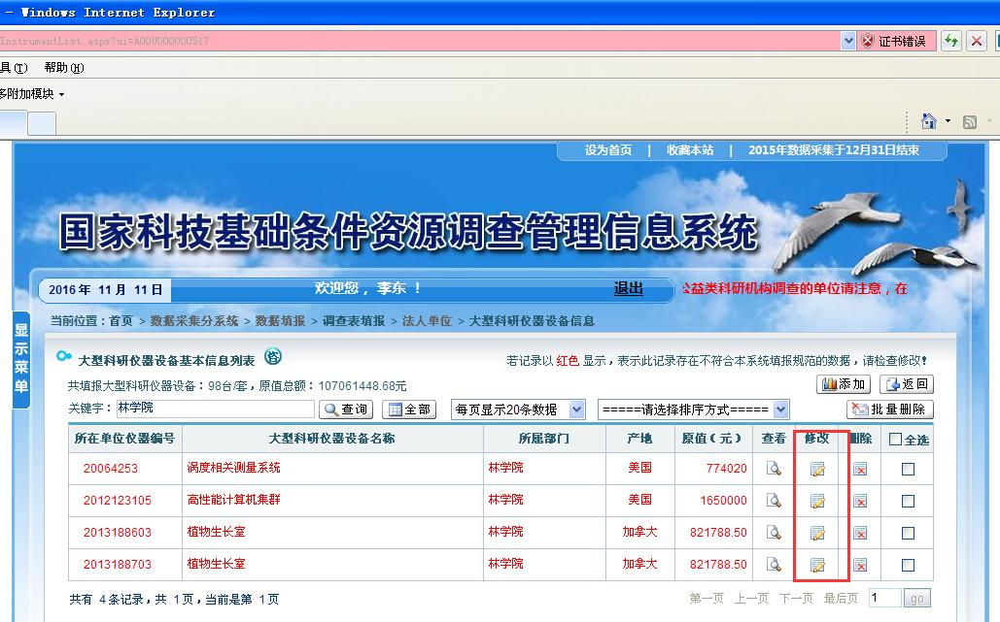 - Windows Internet Explorer
InstrumentList.aspx?ui=A00U000000517 证书错误
具(T) 帮助(H)
多附加模块
设为首页 | 收藏本站 | 2015年数据采集于12月31日结束
国家科技基础条件资源调查管理信息系统
2016 年 11 月 11 日 欢迎您，李东 ！ 退出 公益类科研机构调查的单位请注意，在
当前位置：首页 > 数据采集分系统 > 数据填报 > 调查表填报 > 法人单位 > 大型科研仪器设备信息
显示菜单
大型科研仪器设备基本信息列表 若记录以 红色 显示，表示此记录存在不符合本系统填报规范的数据，请检查修改！
共填报大型科研仪器设备：98台/套，原值总额：107061448.68元 添加 返回
关键字： 林学院 查询 全部 每页显示20条数据 =====请选择排序方式===== 批量删除
所在单位仪器编号 大型科研仪器设备名称 所属部门 产地 原值（元） 查看 修改 删除 全选
20064253 涡度相关测量系统 林学院 美国 774020
2012123105 高性能计算机集群 林学院 美国 1650000
2013188603 植物生长室 林学院 加拿大 821788.50
2013188703 植物生长室 林学院 加拿大 821788.50
共有 4条记录，共 1页，当前是第 1页 第一页 上一页 下一页 最后页 1 go